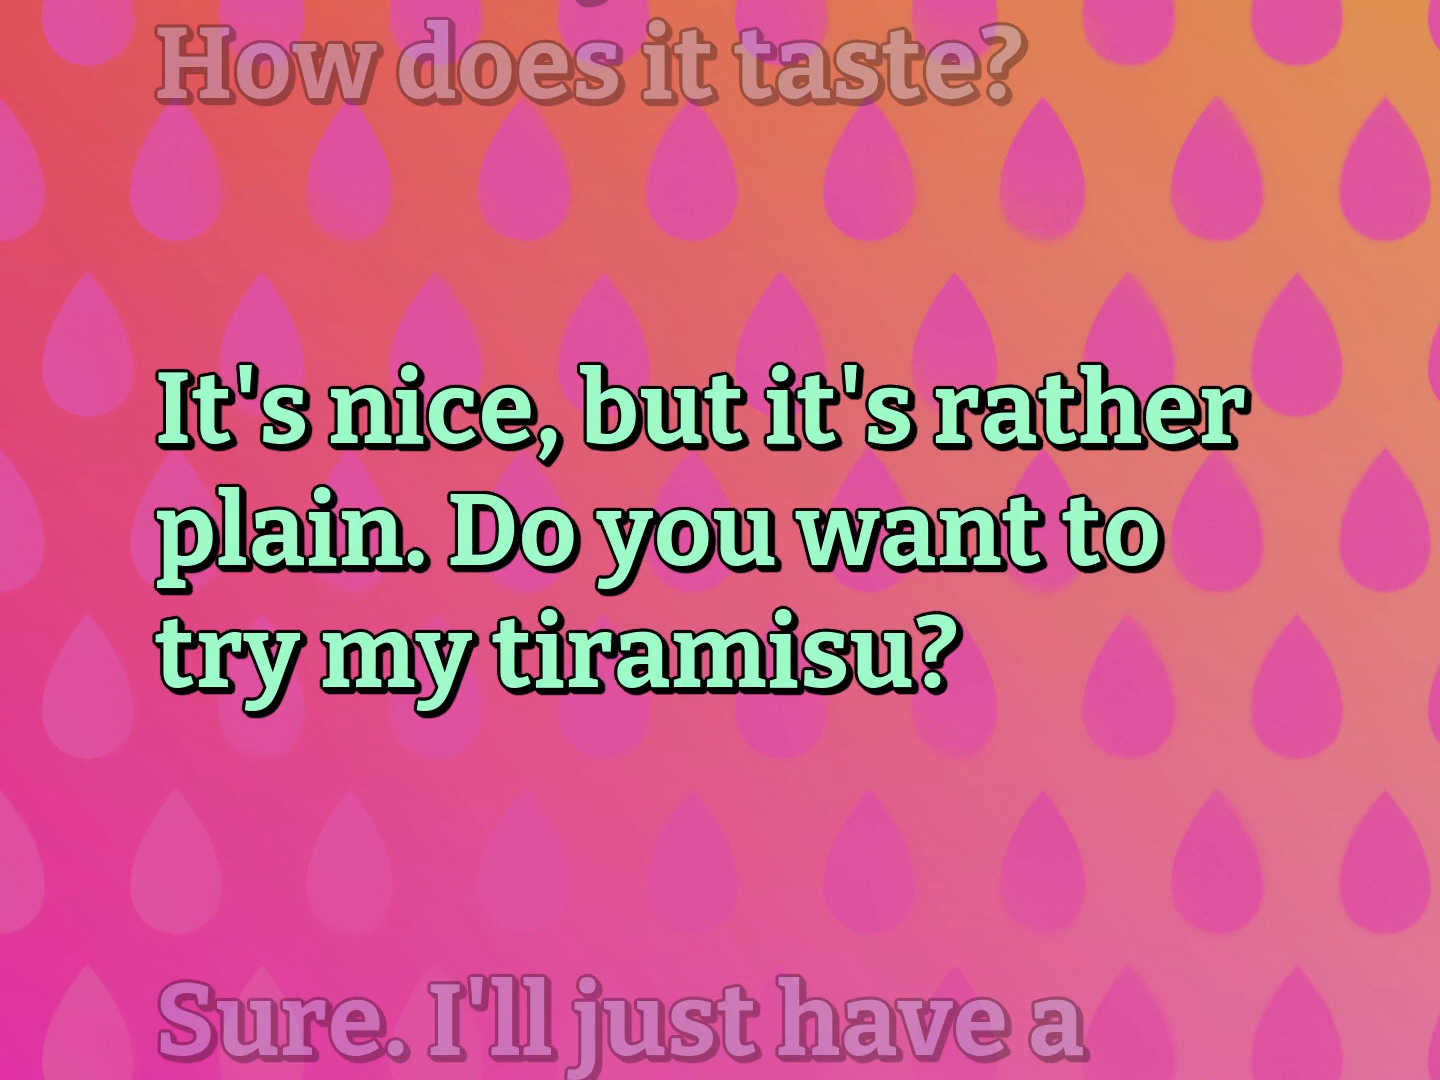 How does it taste?
It's nice, but it's rather
plain. Do you want to
try my tiramisu?
Sure. I'll just have a